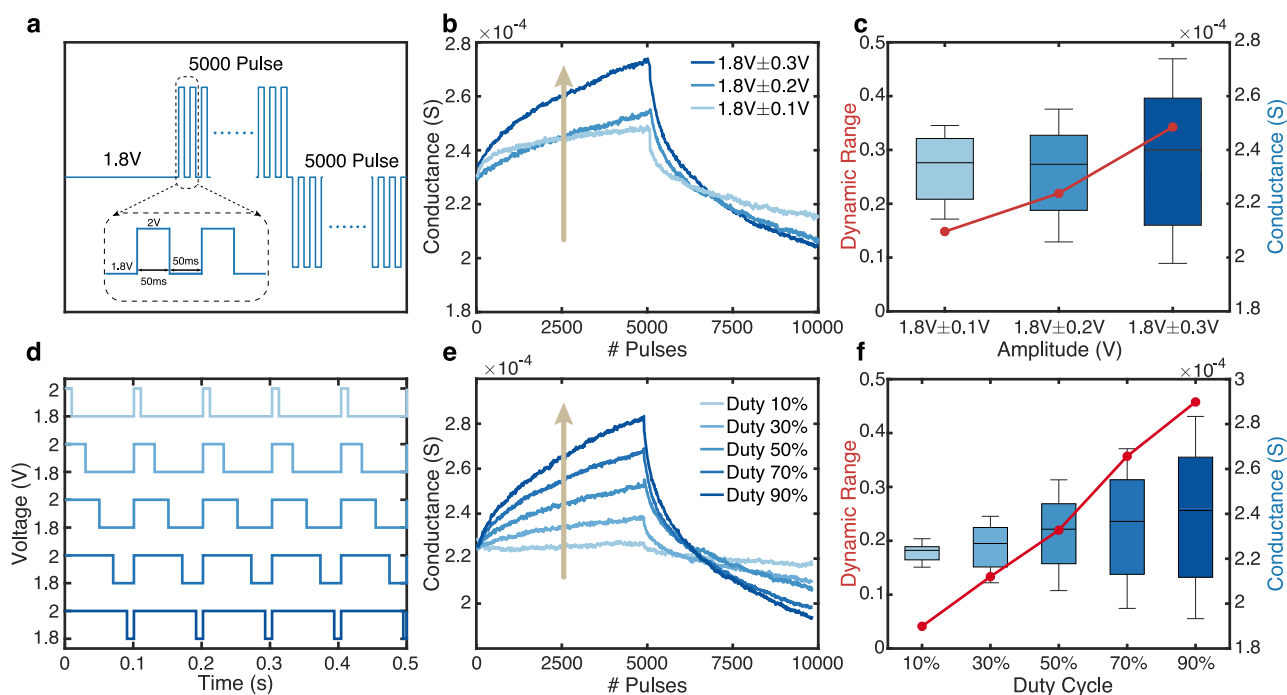 a
5000 Pulse
1.8V
5000 Pulse
2V
1.8V
50ms
50ms
b
×10⁻⁴
2.8
2.6
2.4
2.2
2
1.8
Conductance (S)
1.8V±0.3V
1.8V±0.2V
1.8V±0.1V
0 2500 5000 7500 10000
# Pulses
c
×10⁻⁴
0.5
0.4
0.3
0.2
0.1
0
Dynamic Range
2.8
2.6
2.4
2.2
2
1.8
Conductance (S)
1.8V±0.1V 1.8V±0.2V 1.8V±0.3V
Amplitude (V)
d
2
1.8
2
1.8
2
1.8
2
1.8
2
1.8
Voltage (V)
0 0.1 0.2 0.3 0.4 0.5
Time (s)
e
×10⁻⁴
2.8
2.6
2.4
2.2
2
Conductance (S)
Duty 10%
Duty 30%
Duty 50%
Duty 70%
Duty 90%
0 2500 5000 7500 10000
# Pulses
f
×10⁻⁴
0.5
0.4
0.3
0.2
0.1
0
Dynamic Range
3
2.8
2.6
2.4
2.2
2
1.8
Conductance (S)
10% 30% 50% 70% 90%
Duty Cycle